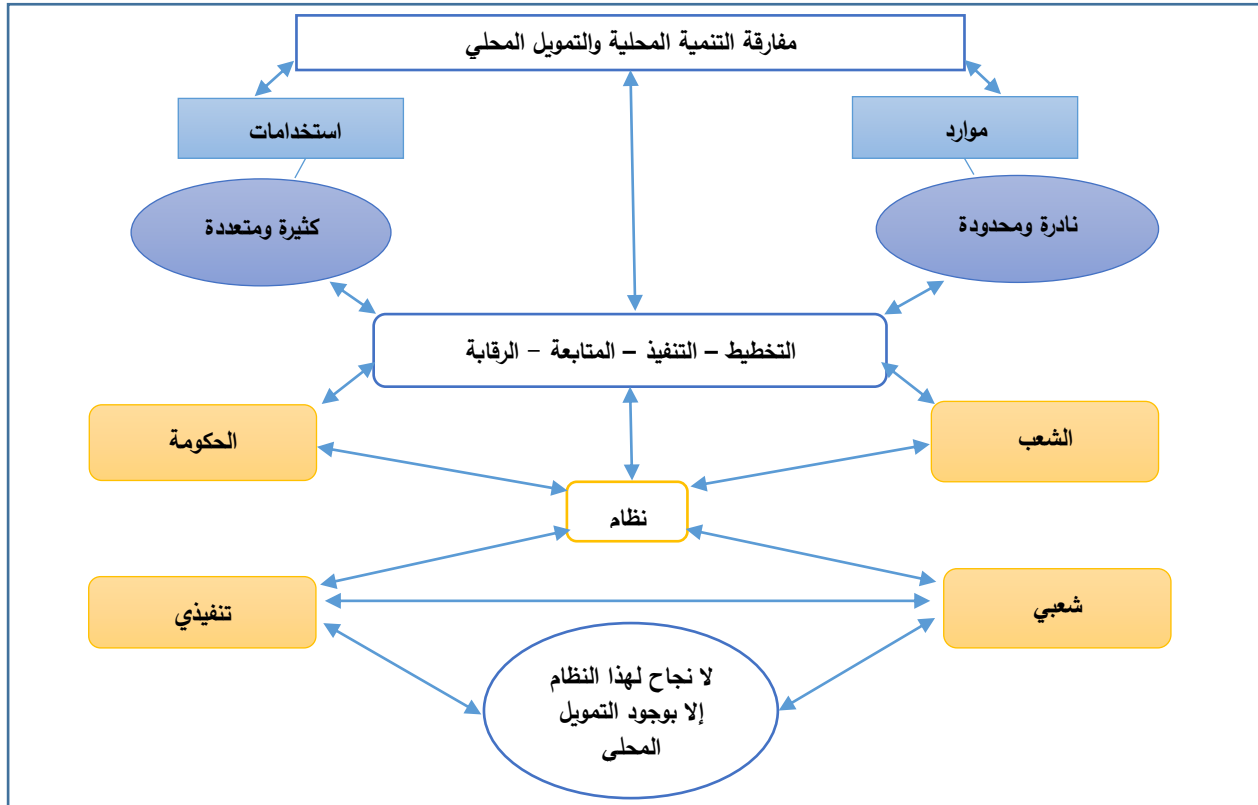 مفارقة التنمية المحلية والتمويل المحلي
موارد
استخدامات
نادرة ومحدودة
كثيرة ومتعددة
التخطيط – التنفيذ – المتابعة – الرقابة
الشعب
الحكومة
نظام
شعبي
تنفيذي
لا نجاح لهذا النظام
إلا بوجود التمويل
المحلى